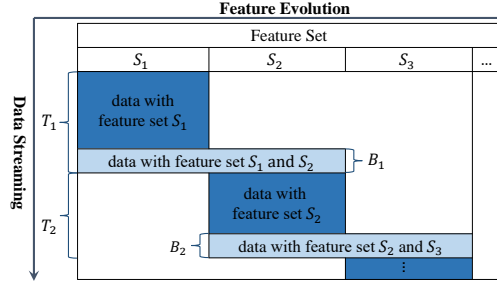 Feature Evolution
Feature Set
S₁ S₂ S₃ ...
Data Streaming
T₁
data with
feature set S₁
data with feature set S₁ and S₂
B₁
T₂
data with
feature set S₂
B₂
data with feature set S₂ and S₃
⋮